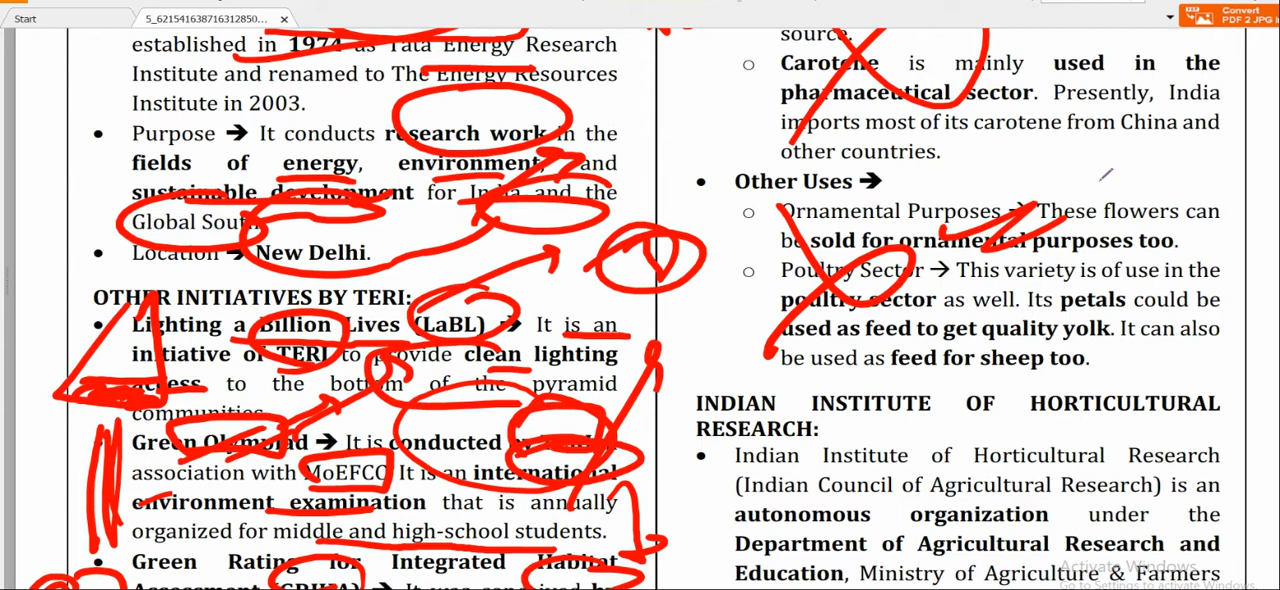 Start
5_621541638716312850...
Convert
PDF 2 JPG
established in 1974 as Tata Energy Research
Institute and renamed to The Energy Resources
Institute in 2003.
• Purpose → It conducts research work in the
fields of energy, environment, and
sustainable development for India and the
Global South.
• Location → New Delhi.
OTHER INITIATIVES BY TERI:
• Lighting a Billion Lives (LaBL) → It is an
initiative of TERI to provide clean lighting
access to the bottom of the pyramid
communities.
• Green Olympiad → It is conducted by
association with MoEFCC. It is an international
environment examination that is annually
organized for middle and high-school students.
• Green Rating for Integrated Habitat
Assessment (GRIHA) → It was conceived by
source.
○ Carotene is mainly used in the
pharmaceutical sector. Presently, India
imports most of its carotene from China and
other countries.
• Other Uses →
○ Ornamental Purposes → These flowers can
be sold for ornamental purposes too.
○ Poultry Sector → This variety is of use in the
poultry sector as well. Its petals could be
used as feed to get quality yolk. It can also
be used as feed for sheep too.
INDIAN INSTITUTE OF HORTICULTURAL
RESEARCH:
• Indian Institute of Horticultural Research
(Indian Council of Agricultural Research) is an
autonomous organization under the
Department of Agricultural Research and
Education, Ministry of Agriculture & Farmers
Activate Windows
Go to Settings to activate Windows.